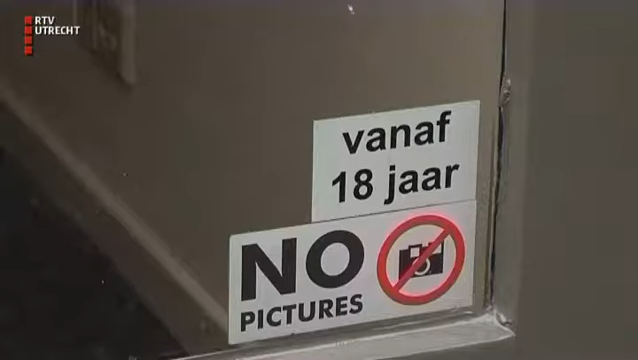 RTV
UTRECHT
vanaf
18 jaar
NO
PICTURES